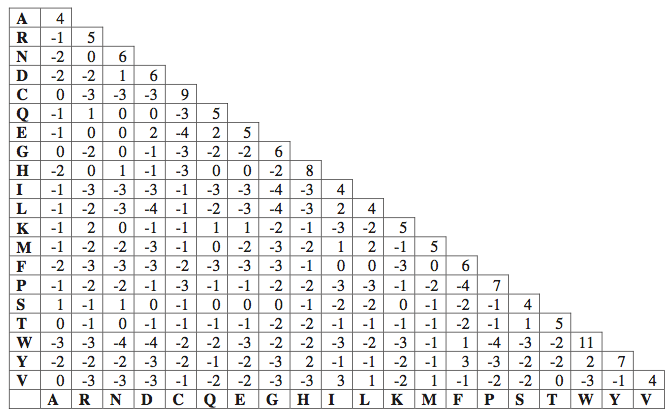 A 4
R -1 5
N -2 0 6
D -2 -2 1 6
C 0 -3 -3 -3 9
Q -1 1 0 0 -3 5
E -1 0 0 2 -4 2 5
G 0 -2 0 -1 -3 -2 -2 6
H -2 0 1 -1 -3 0 0 -2 8
I -1 -3 -3 -3 -1 -3 -3 -4 -3 4
L -1 -2 -3 -4 -1 -2 -3 -4 -3 2 4
K -1 2 0 -1 -1 1 1 -2 -1 -3 -2 5
M -1 -2 -2 -3 -1 0 -2 -3 -2 1 2 -1 5
F -2 -3 -3 -3 -2 -3 -3 -3 -1 0 0 -3 0 6
P -1 -2 -2 -1 -3 -1 -1 -2 -2 -3 -3 -1 -2 -4 7
S 1 -1 1 0 -1 0 0 0 -1 -2 -2 0 -1 -2 -1 4
T 0 -1 0 -1 -1 -1 -1 -2 -2 -1 -1 -1 -1 -2 -1 1 5
W -3 -3 -4 -4 -2 -2 -3 -2 -2 -3 -2 -3 -1 1 -4 -3 -2 11
Y -2 -2 -2 -3 -2 -1 -2 -3 2 -1 -1 -2 -1 3 -3 -2 -2 2 7
V 0 -3 -3 -3 -1 -2 -2 -3 -3 3 1 -2 1 -1 -2 -2 0 -3 -1 4
A R N D C Q E G H I L K M F P S T W Y V